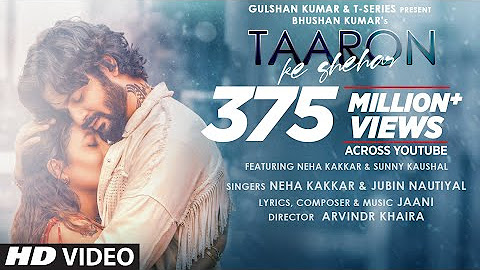 GULSHAN KUMAR & T-SERIES PRESENT
BHUSHAN KUMAR's
TAARON
ke shehar
375 MILLION+
VIEWS
ACROSS YOUTUBE
FEATURING NEHA KAKKAR & SUNNY KAUSHAL
SINGERS NEHA KAKKAR & JUBIN NAUTIYAL
LYRICS, COMPOSER & MUSIC JAANI
DIRECTOR ARVINDR KHAIRA
HD VIDEO